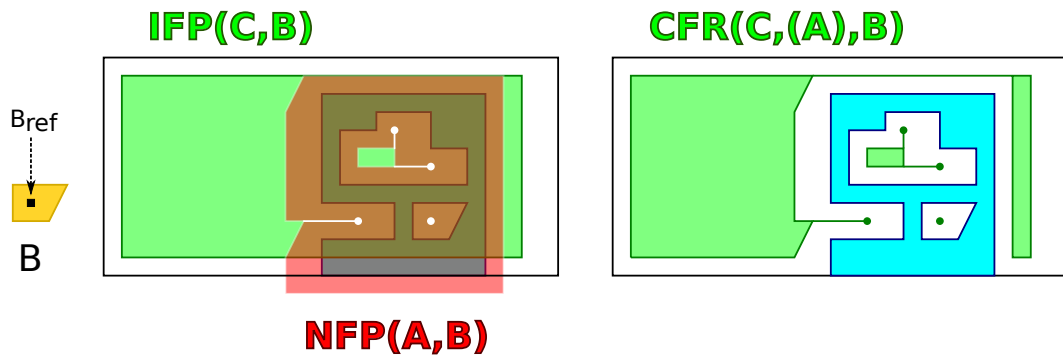 IFP(C,B)
CFR(C,(A),B)
Bref
B
NFP(A,B)